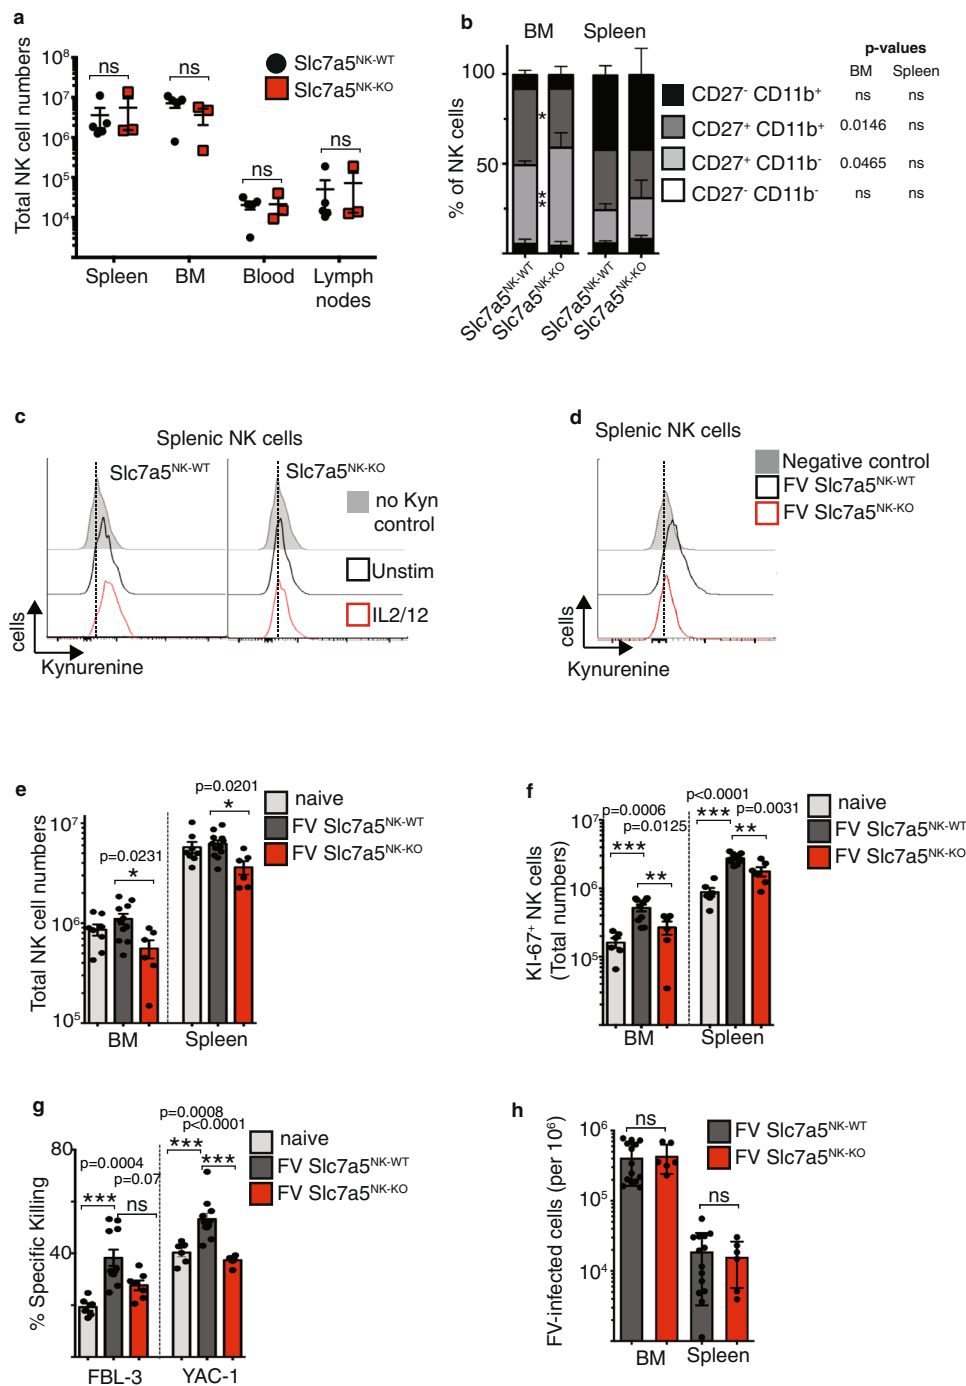 a
Total NK cell numbers
10⁸
10⁷
10⁶
10⁵
10⁴
ns
ns
ns
ns
Slc7a5NK-WT
Slc7a5NK-KO
Spleen
BM
Blood
Lymph
nodes
b
BM
Spleen
% of NK cells
100
50
*
**
Slc7a5NK-WT
Slc7a5NK-KO
Slc7a5NK-WT
Slc7a5NK-KO
p-values
BM Spleen
CD27⁻ CD11b⁺ ns ns
CD27⁺ CD11b⁺ 0.0146 ns
CD27⁺ CD11b⁻ 0.0465 ns
CD27⁻ CD11b⁻ ns ns
c
Splenic NK cells
Slc7a5NK-WT
Slc7a5NK-KO
no Kyn
control
Unstim
IL2/12
cells
Kynurenine
d
Splenic NK cells
Negative control
FV Slc7a5NK-WT
FV Slc7a5NK-KO
cells
Kynurenine
e
Total NK cell numbers
10⁷
10⁶
10⁵
p=0.0231
*
p=0.0201
*
naive
FV Slc7a5NK-WT
FV Slc7a5NK-KO
BM
Spleen
f
KI-67⁺ NK cells
(Total numbers)
10⁷
10⁶
10⁵
p=0.0006
p=0.0125
***
**
p<0.0001
p=0.0031
***
**
naive
FV Slc7a5NK-WT
FV Slc7a5NK-KO
BM
Spleen
g
% Specific Killing
80
40
p=0.0004
p=0.07
***
ns
p=0.0008
p<0.0001
***
***
naive
FV Slc7a5NK-WT
FV Slc7a5NK-KO
FBL-3
YAC-1
h
FV-infected cells (per 10⁶)
10⁶
10⁵
10⁴
ns
ns
FV Slc7a5NK-WT
FV Slc7a5NK-KO
BM
Spleen